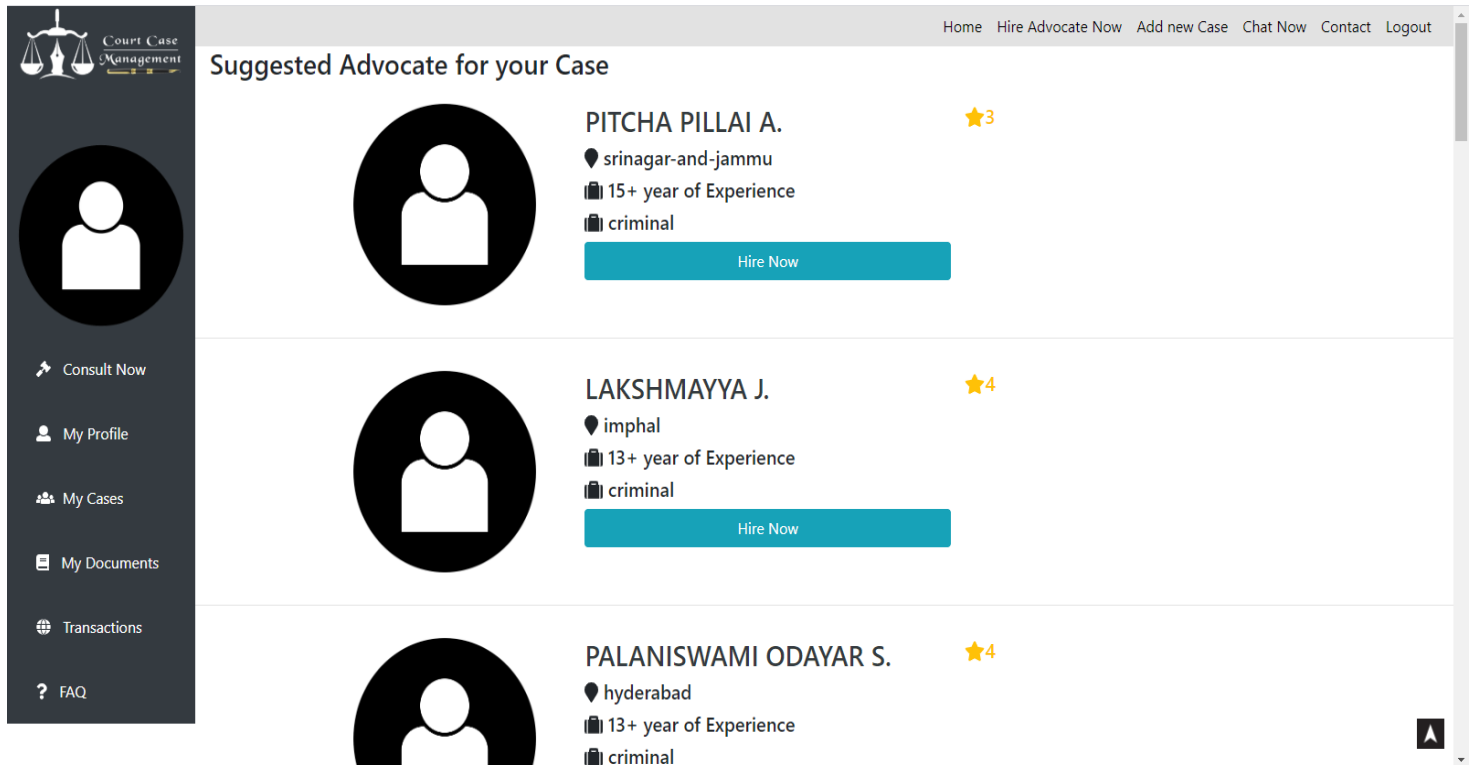 Court Case
Management
Home Hire Advocate Now Add new Case Chat Now Contact Logout
Suggested Advocate for your Case
PITCHA PILLAI A.
3
srinagar-and-jammu
15+ year of Experience
criminal
Hire Now
LAKSHMAYYA J.
4
imphal
13+ year of Experience
criminal
Hire Now
PALANISWAMI ODAYAR S.
4
hyderabad
13+ year of Experience
criminal
Consult Now
My Profile
My Cases
My Documents
Transactions
? FAQ